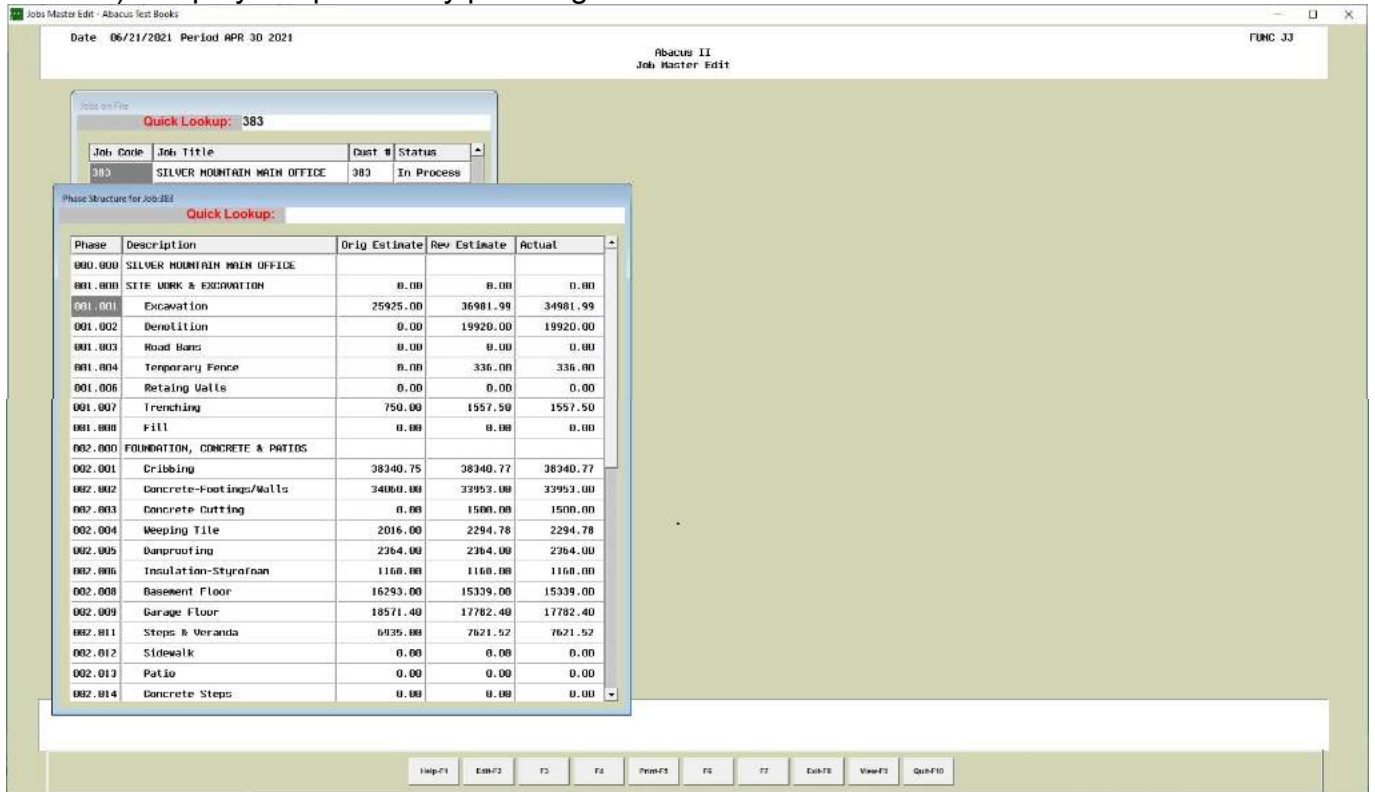 Jobs Master Edit - Abacus Test Books
Date 06/21/2021 Period APR 30 2021 FUNC JJ
Abacus II
Job Master Edit
Jobs on File
Quick Lookup: 383
Job Code Job Title Cust # Status
383 SILVER MOUNTAIN MAIN OFFICE 383 In Process
Phase Structure for Job:383
Quick Lookup:
Phase Description Orig Estimate Rev Estimate Actual
000.000 SILVER MOUNTAIN MAIN OFFICE
001.000 SITE WORK & EXCAVATION 0.00 0.00 0.00
001.001 Excavation 25925.00 36981.99 34981.99
001.002 Demolition 0.00 19920.00 19920.00
001.003 Road Bans 0.00 0.00 0.00
001.004 Temporary Fence 0.00 336.00 336.00
001.006 Retaing Walls 0.00 0.00 0.00
001.007 Trenching 750.00 1557.50 1557.50
Fill 0.00 0.00 0.00
002.000 FOUNDATION, CONCRETE & PATIOS
002.001 Cribbing 38340.75 38340.77 38340.77
002.002 Concrete-Footings/Walls 34060.00 33953.00 33953.00
002.003 Concrete Cutting 0.00 1500.00 1500.00
002.004 Weeping Tile 2016.00 2294.78 2294.78
002.005 Damproofing 2364.00 2364.00 2364.00
002.006 Insulation-Styrofoam 1160.00 1160.00 1160.00
002.008 Basement Floor 16293.00 15339.00 15339.00
002.009 Garage Floor 18571.40 17782.40 17782.40
002.011 Steps & Veranda 6935.00 7621.52 7621.52
002.012 Sidewalk 0.00 0.00 0.00
002.013 Patio 0.00 0.00 0.00
002.014 Concrete Steps 0.00 0.00 0.00
Help-F1 Edit-F2 F3 F4 Print-F5 F6 F7 Exit-F8 View-F9 Quit-F10